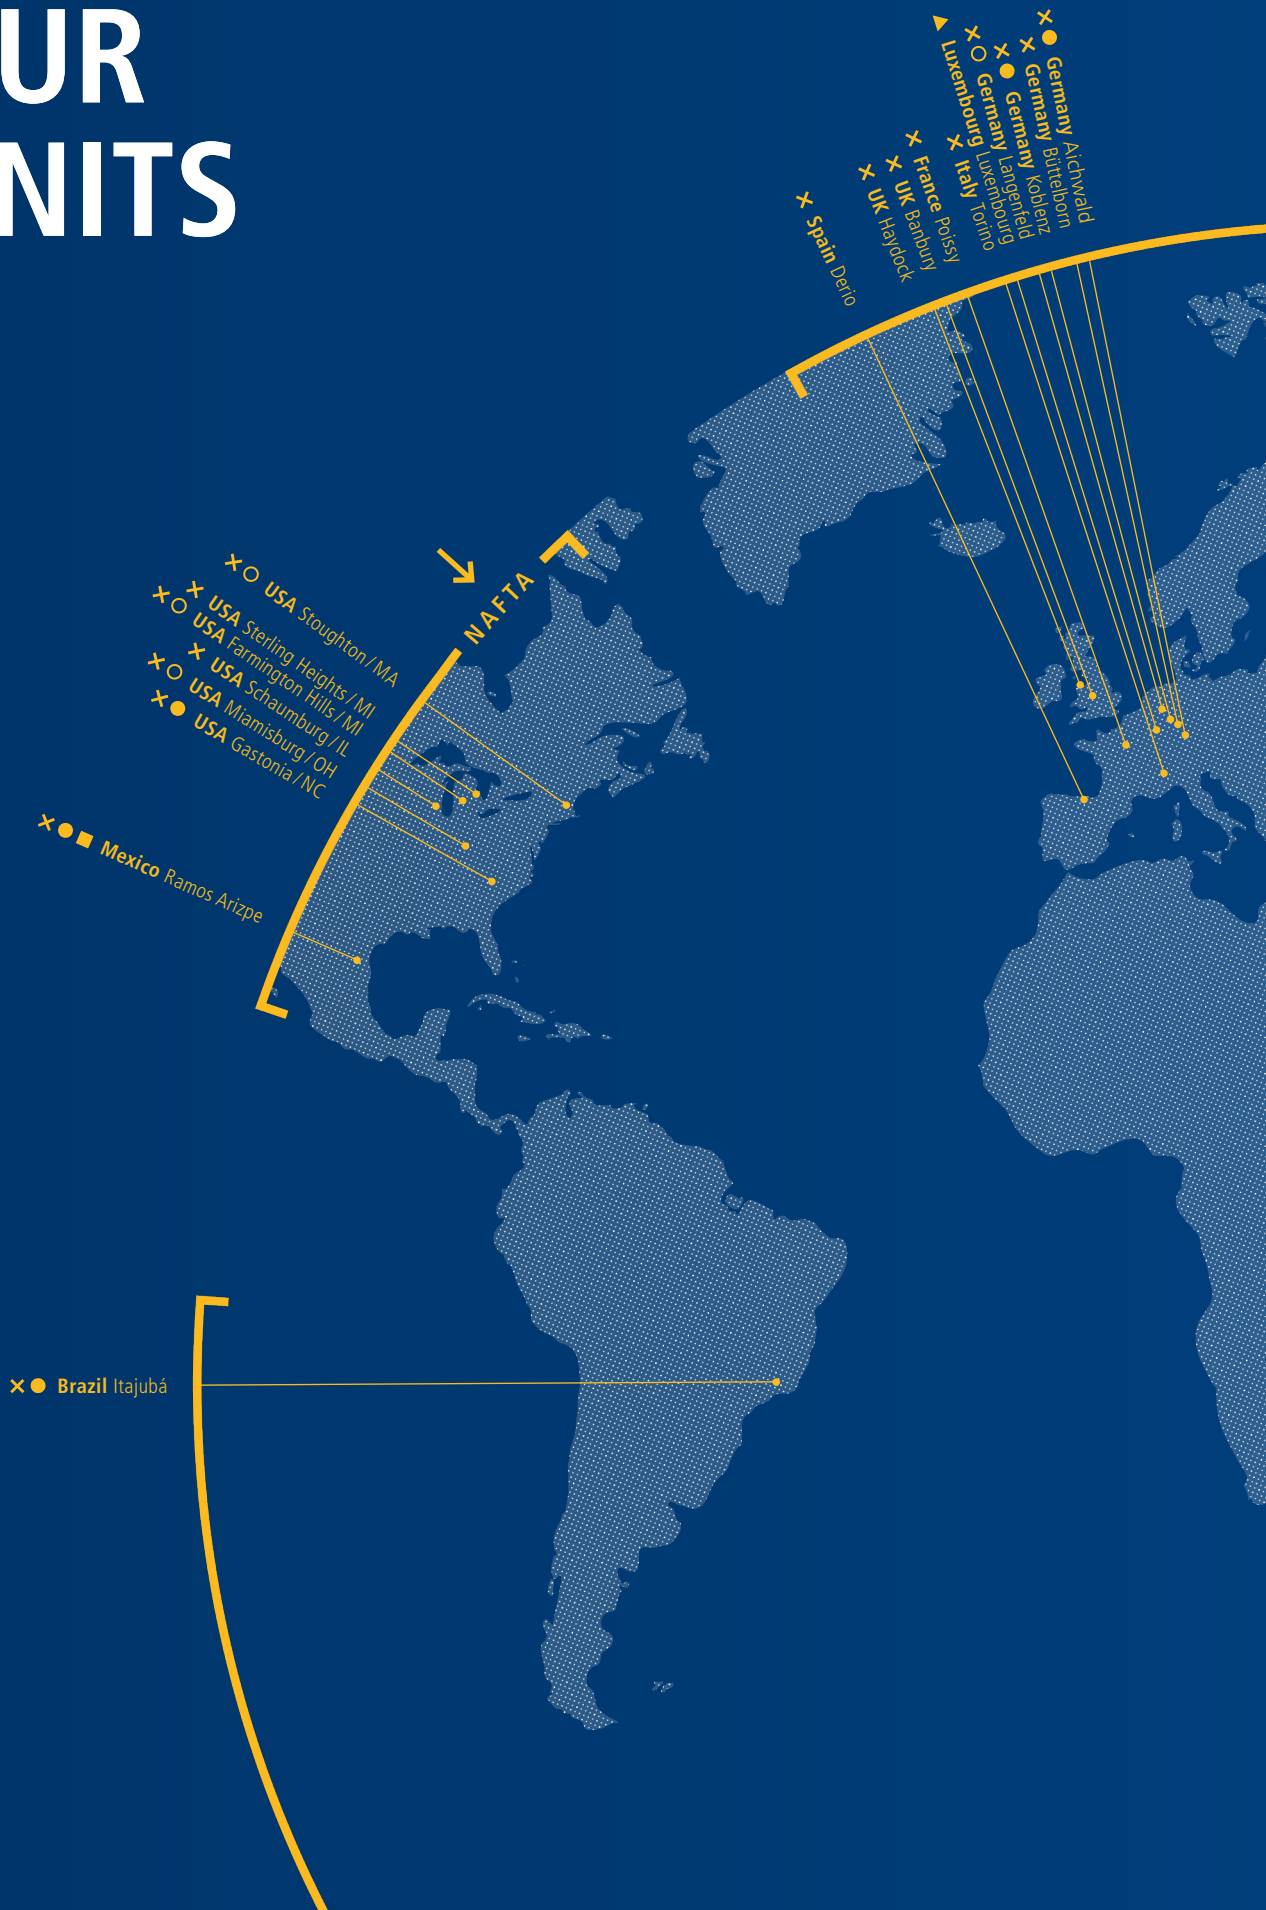 UR
NITS
Germany Aichwald
Germany Büttelborn
Germany Koblenz
Germany Langenfeld
Luxembourg Luxembourg
Italy Torino
France Poissy
UK Banbury
UK Haydock
Spain Derio
NAFTA
USA Stoughton/MA
USA Sterling Heights/MI
USA Farmington Hills/MI
USA Schaumburg/IL
USA Miamisburg/OH
USA Gastonia/NC
Mexico Ramos Arizpe
Brazil Itajubá